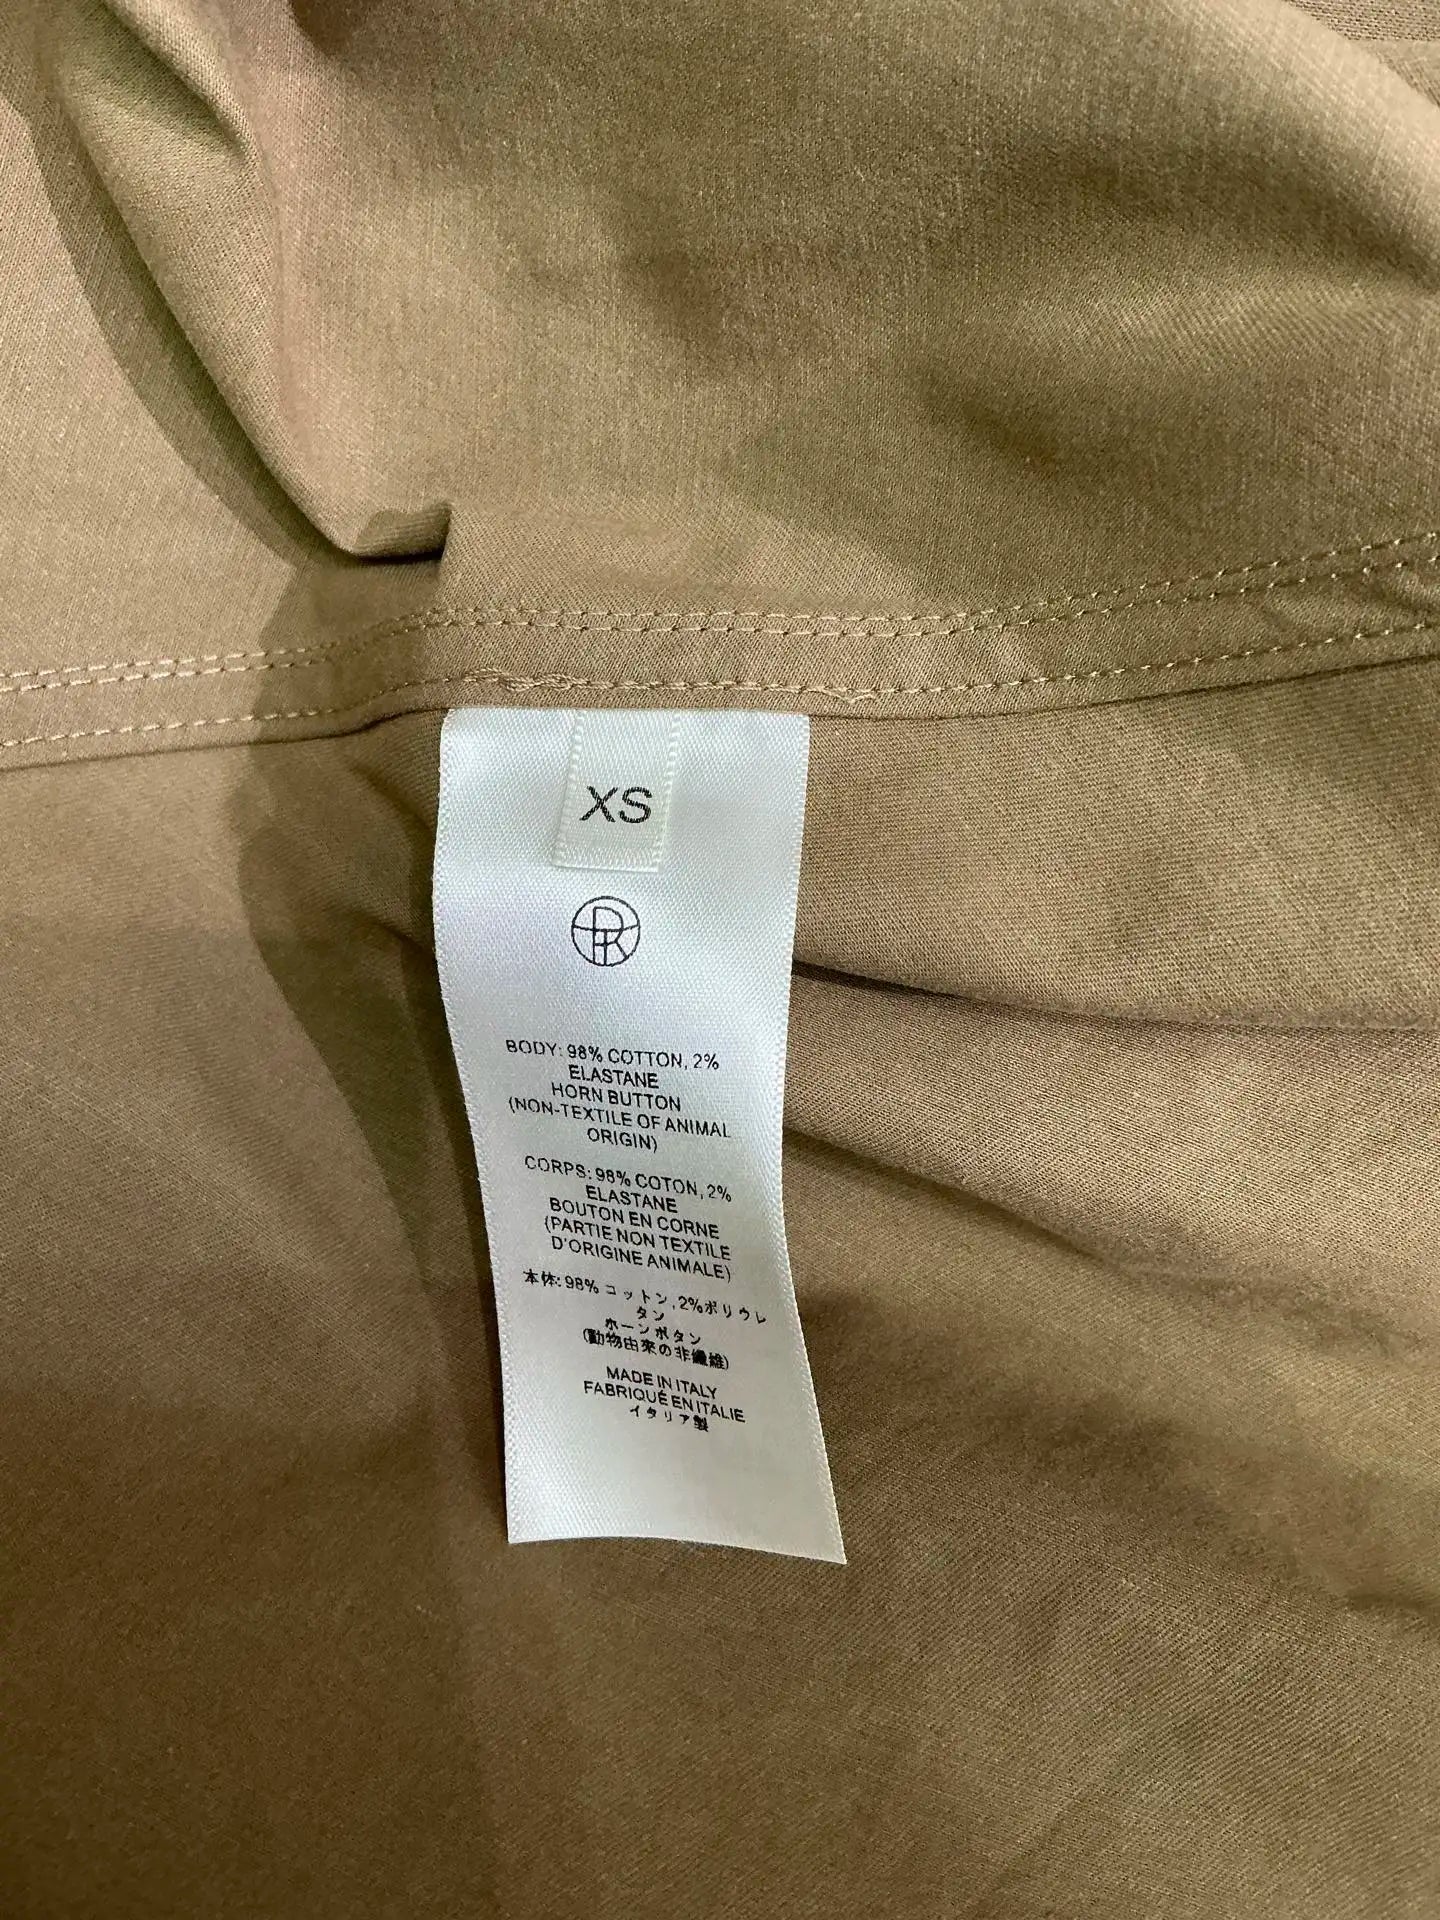 XS
BODY: 98% COTTON, 2%
ELASTANE
HORN BUTTON
(NON-TEXTILE OF ANIMAL
ORIGIN)
CORPS: 98% COTON, 2%
ELASTANE
BOUTON EN CORNE
(PARTIE NON TEXTILE
D'ORIGINE ANIMALE)
本体: 98% コットン, 2%ポリウレ
タン
ホーンボタン
(動物由来の非繊維)
MADE IN ITALY
FABRIQUÉ EN ITALIE
イタリア製